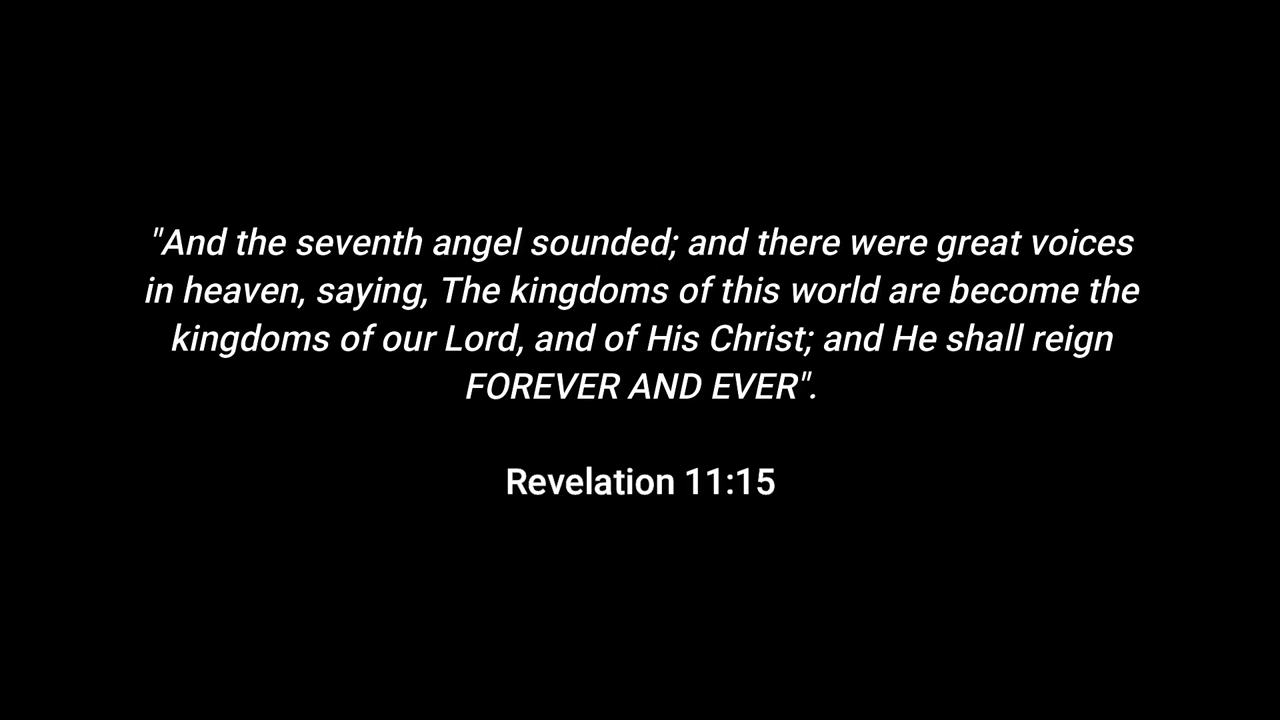 "And the seventh angel sounded; and there were great voices
in heaven, saying, The kingdoms of this world are become the
kingdoms of our Lord, and of His Christ; and He shall reign
FOREVER AND EVER".
Revelation 11:15